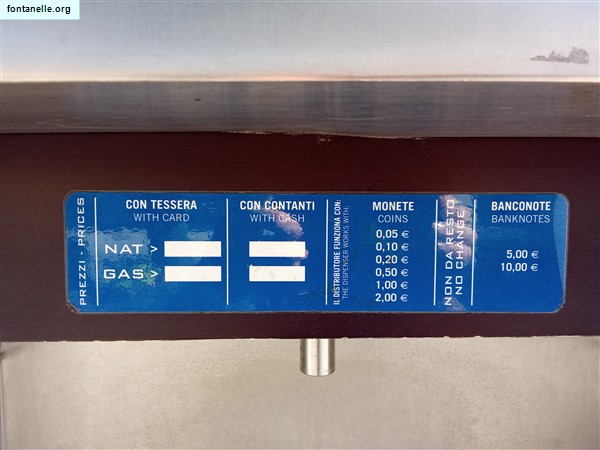 fontanelle.org
PREZZI - PRICES
CON TESSERA
WITH CARD
NAT >
GAS >
CON CONTANTI
WITH CASH
IL DISTRIBUTORE FUNZIONA CON:
THE DISPENSER WORKS WITH:
MONETE
COINS
0,05 €
0,10 €
0,20 €
0,50 €
1,00 €
2,00 €
NON DA RESTO
NO CHANGE
BANCONOTE
BANKNOTES
5,00 €
10,00 €